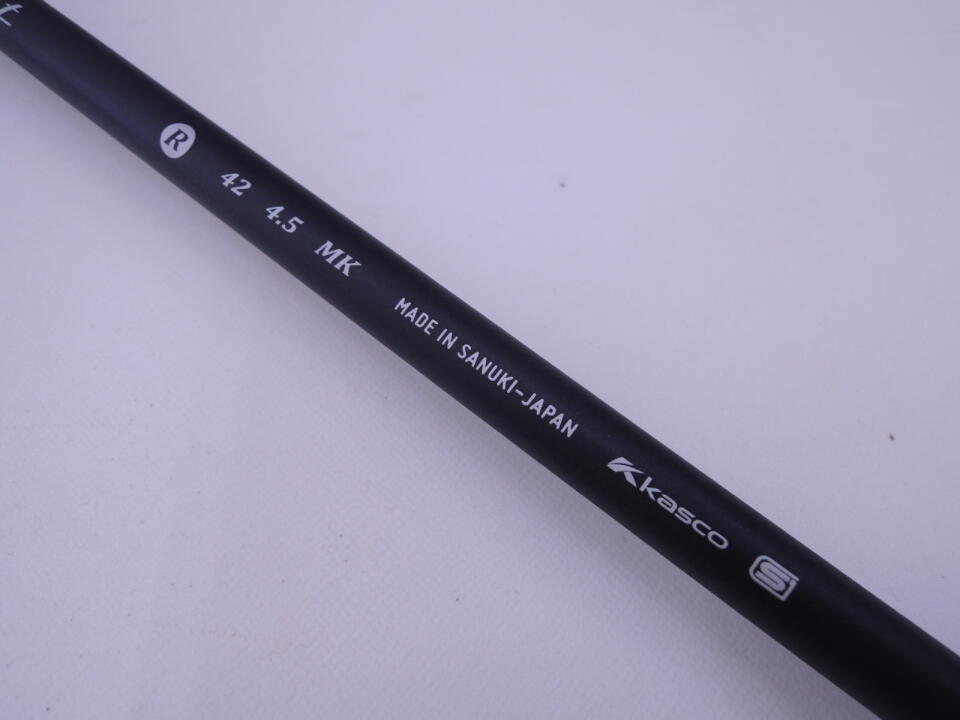 t
R 42 4.5 MK MADE IN SANUKI-JAPAN Kasco Si